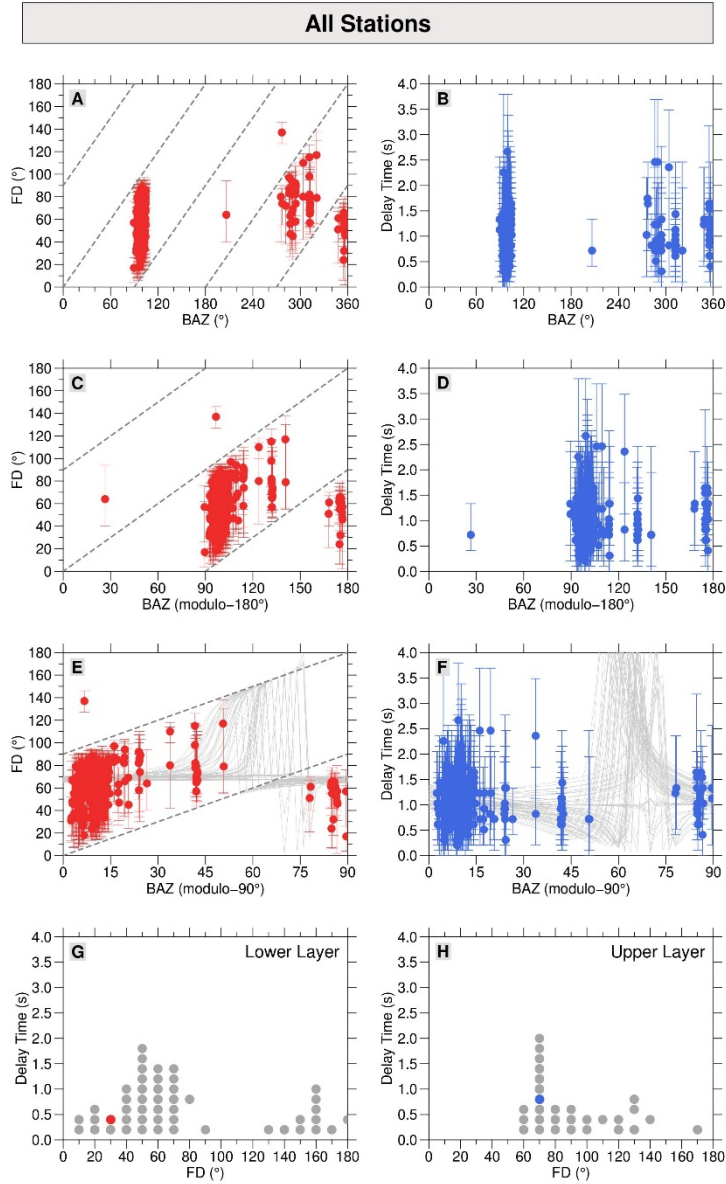 All Stations
A
180
160
140
120
100
80
60
40
20
0
FD (°)
0 60 120 180 240 300 360
BAZ (°)
B
4.0
3.5
3.0
2.5
2.0
1.5
1.0
0.5
0.0
Delay Time (s)
0 60 120 180 240 300 360
BAZ (°)
C
180
160
140
120
100
80
60
40
20
0
FD (°)
0 30 60 90 120 150 180
BAZ (modulo−180°)
D
4.0
3.5
3.0
2.5
2.0
1.5
1.0
0.5
0.0
Delay Time (s)
0 30 60 90 120 150 180
BAZ (modulo−180°)
E
180
160
140
120
100
80
60
40
20
0
FD (°)
0 15 30 45 60 75 90
BAZ (modulo−90°)
F
4.0
3.5
3.0
2.5
2.0
1.5
1.0
0.5
0.0
Delay Time (s)
0 15 30 45 60 75 90
BAZ (modulo−90°)
G Lower Layer
4.0
3.5
3.0
2.5
2.0
1.5
1.0
0.5
0.0
Delay Time (s)
0 20 40 60 80 100 120 140 160 180
FD (°)
H Upper Layer
4.0
3.5
3.0
2.5
2.0
1.5
1.0
0.5
0.0
Delay Time (s)
0 20 40 60 80 100 120 140 160 180
FD (°)